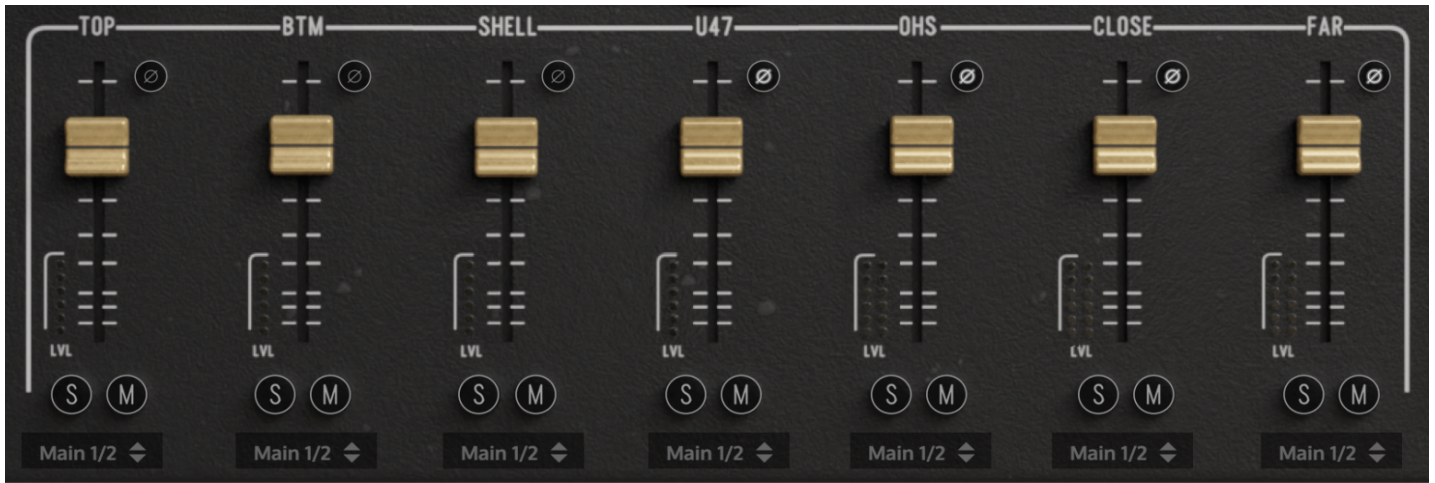 TOP BTM SHELL U47 OHS CLOSE FAR
Ø Ø Ø Ø Ø Ø Ø
LVL LVL LVL LVL LVL LVL LVL
S M S M S M S M S M S M S M
Main 1/2 Main 1/2 Main 1/2 Main 1/2 Main 1/2 Main 1/2 Main 1/2